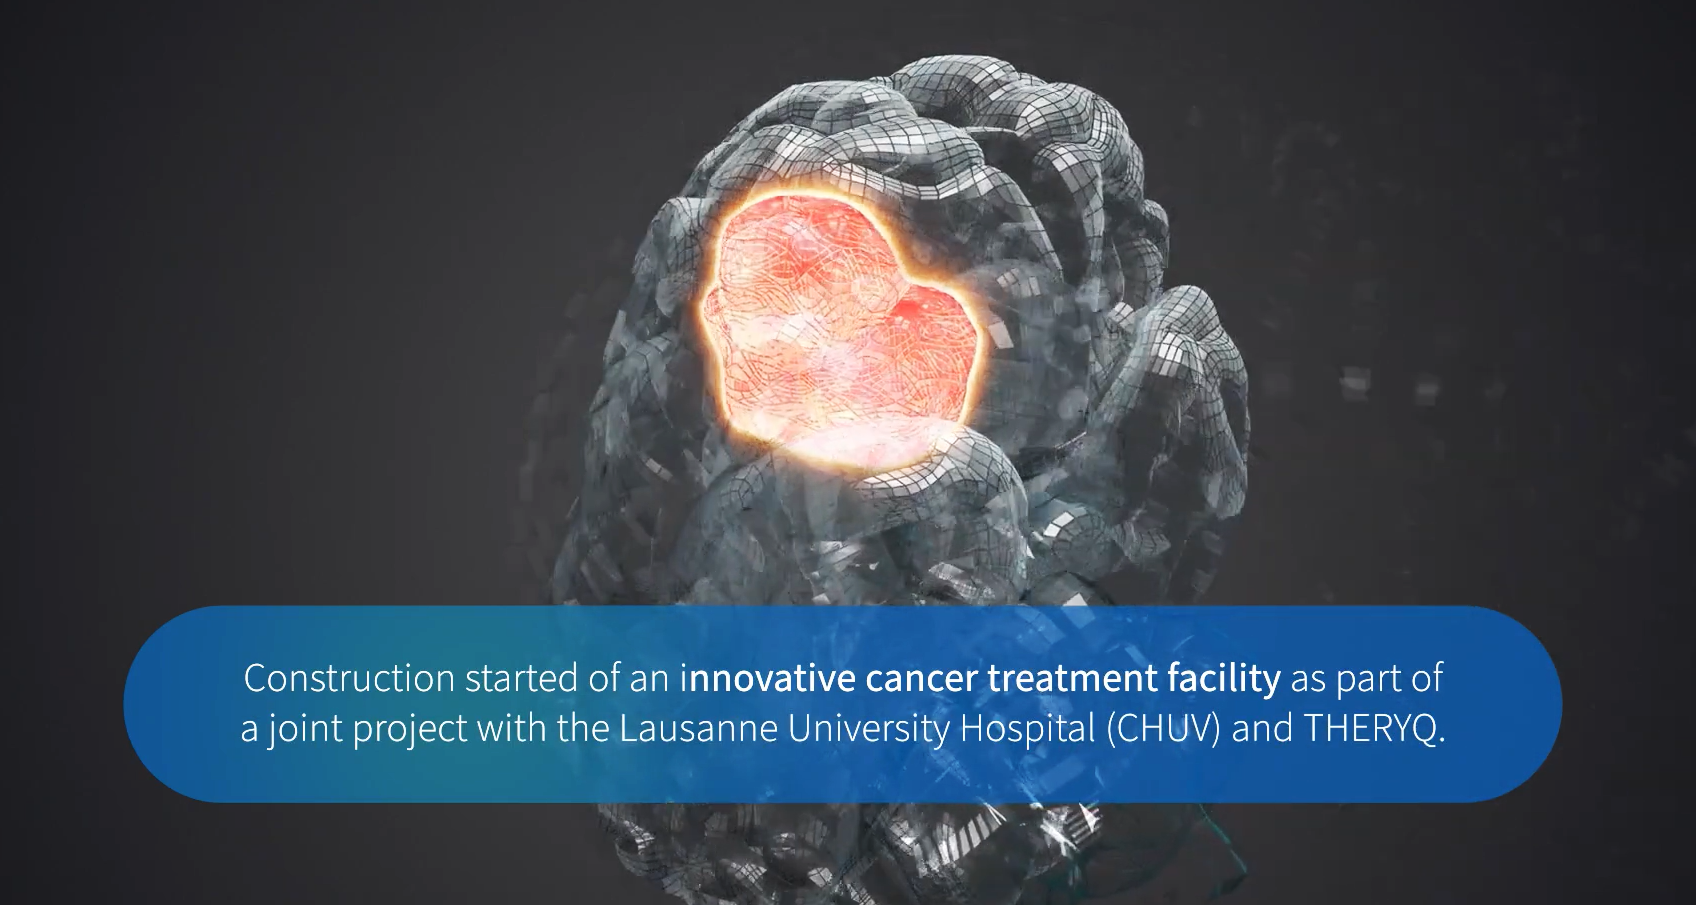 Construction started of an innovative cancer treatment facility as part of
a joint project with the Lausanne University Hospital (CHUV) and THERYQ.